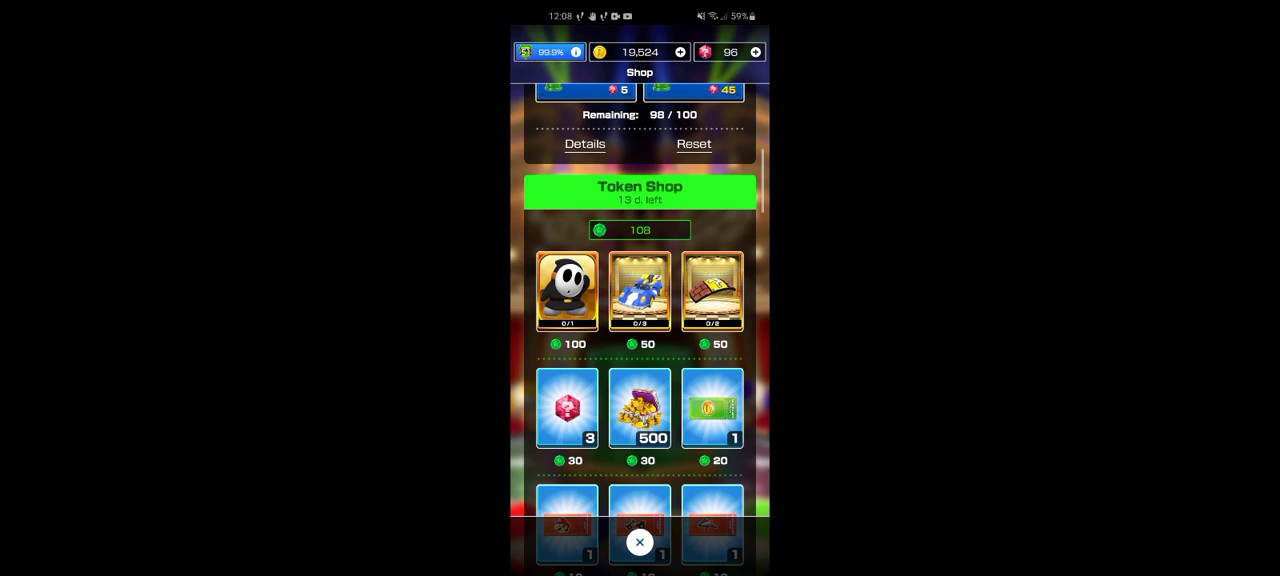 12:08 59%
99.9% i 19,524 96
Shop
5 45
Remaining: 98 / 100
Details Reset
Token Shop
13 d. left
108
0/1 0/3 0/2
100 50 50
3 500 1
30 30 20
1 1 1